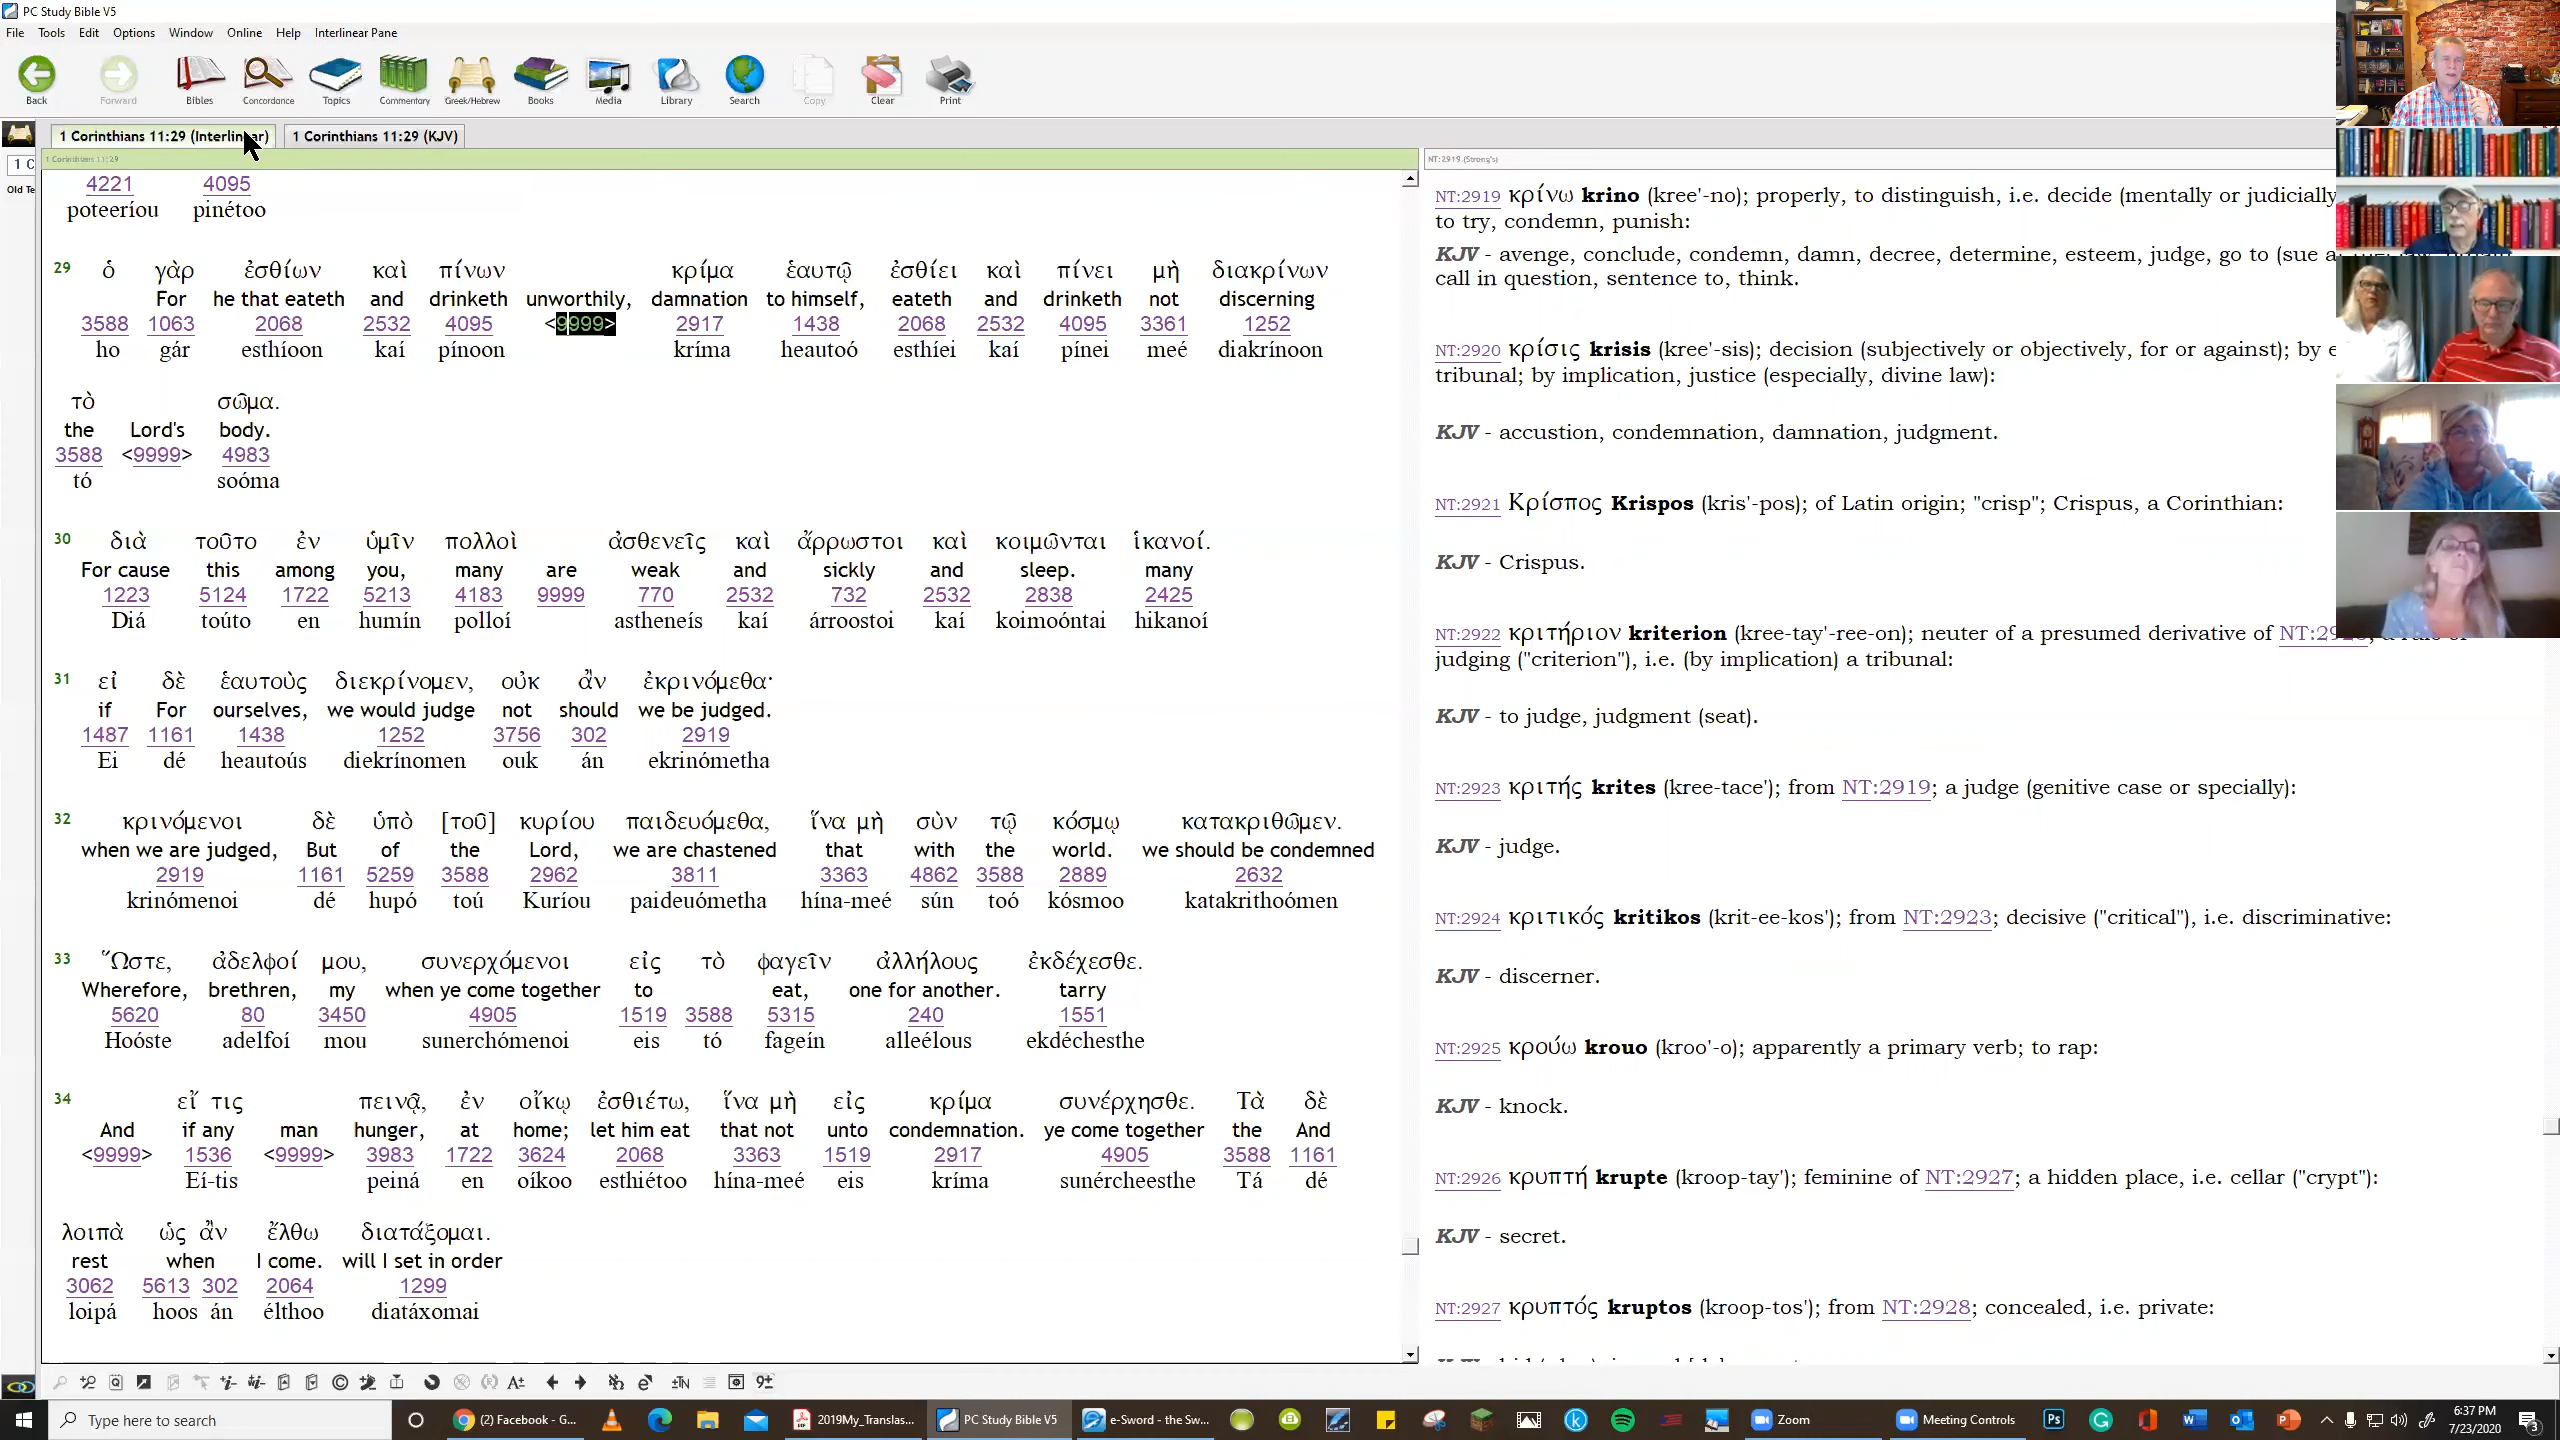 PC Study Bible V5
File Tools Edit Options Window Online Help Interlinear Pane
Back Forward Bibles Concordance Topics Commentary Greek/Hebrew Books Media Library Search Copy Clear Print
1 Corinthians 11:29 (Interlinear) 1 Corinthians 11:29 (KJV)
1 Corinthians 11:29
1 C
Old Te
4221 4095
poteeríou pinétoo
29 ὁ γὰρ ἐσθίων καὶ πίνων κρίμα ἑαυτῷ ἐσθίει καὶ πίνει μὴ διακρίνων
For he that eateth and drinketh unworthily, damnation to himself, eateth and drinketh not discerning
3588 1063 2068 2532 4095 <9999> 2917 1438 2068 2532 4095 3361 1252
ho gár esthíoon kaí pínoon kríma heautoó esthíei kaí pínei meé diakrínoon
τὸ σῶμα.
the Lord's body.
3588 <9999> 4983
tó soóma
30 διὰ τοῦτο ἐν ὑμῖν πολλοὶ ἀσθενεῖς καὶ ἄρρωστοι καὶ κοιμῶνται ἱκανοί.
For cause this among you, many are weak and sickly and sleep. many
1223 5124 1722 5213 4183 9999 770 2532 732 2532 2838 2425
Diá toúto en humín polloí astheneís kaí árroostoi kaí koimoóntai hikanoí
31 εἰ δὲ ἑαυτοὺς διεκρίνομεν, οὐκ ἂν ἐκρινόμεθα·
if For ourselves, we would judge not should we be judged.
1487 1161 1438 1252 3756 302 2919
Ei dé heautoús diekrínomen ouk án ekrinómetha
32 κρινόμενοι δὲ ὑπὸ [τοῦ] κυρίου παιδευόμεθα, ἵνα μὴ σὺν τῷ κόσμῳ κατακριθῶμεν.
when we are judged, But of the Lord, we are chastened that with the world. we should be condemned
2919 1161 5259 3588 2962 3811 3363 4862 3588 2889 2632
krinómenoi dé hupó toú Kuríou paideuómetha hína-meé sún toó kósmoo katakrithoómen
33 Ὥστε, ἀδελφοί μου, συνερχόμενοι εἰς τὸ φαγεῖν ἀλλήλους ἐκδέχεσθε.
Wherefore, brethren, my when ye come together to eat, one for another. tarry
5620 80 3450 4905 1519 3588 5315 240 1551
Hoóste adelfoí mou sunerchómenoi eis tó fageín alleélous ekdéchesthe
34 εἴ τις πεινᾷ, ἐν οἴκῳ ἐσθιέτω, ἵνα μὴ εἰς κρίμα συνέρχησθε. Τὰ δὲ
And if any man hunger, at home; let him eat that not unto condemnation. ye come together the And
<9999> 1536 <9999> 3983 1722 3624 2068 3363 1519 2917 4905 3588 1161
Eí-tis peiná en oíkoo esthiétoo hína-meé eis kríma sunércheesthe Tá dé
λοιπὰ ὡς ἂν ἔλθω διατάξομαι.
rest when I come. will I set in order
3062 5613 302 2064 1299
loipá hoos án élthoo diatáxomai
NT:2919 (Strong's)
NT:2919 κρίνω krino (kree'-no); properly, to distinguish, i.e. decide (mentally or judicially
to try, condemn, punish:
KJV - avenge, conclude, condemn, damn, decree, determine, esteem, judge, go to (sue a
call in question, sentence to, think.
NT:2920 κρίσις krisis (kree'-sis); decision (subjectively or objectively, for or against); by e
tribunal; by implication, justice (especially, divine law):
KJV - accustion, condemnation, damnation, judgment.
NT:2921 Κρίσπος Krispos (kris'-pos); of Latin origin; "crisp"; Crispus, a Corinthian:
KJV - Crispus.
NT:2922 κριτήριον kriterion (kree-tay'-ree-on); neuter of a presumed derivative of
judging ("criterion"), i.e. (by implication) a tribunal:
KJV - to judge, judgment (seat).
NT:2923 κριτής krites (kree-tace'); from NT:2919; a judge (genitive case or specially):
KJV - judge.
NT:2924 κριτικός kritikos (krit-ee-kos'); from NT:2923; decisive ("critical"), i.e. discriminative:
KJV - discerner.
NT:2925 κρούω krouo (kroo'-o); apparently a primary verb; to rap:
KJV - knock.
NT:2926 κρυπτή krupte (kroop-tay'); feminine of NT:2927; a hidden place, i.e. cellar ("crypt"):
KJV - secret.
NT:2927 κρυπτός kruptos (kroop-tos'); from NT:2928; concealed, i.e. private:
Type here to search (2) Facebook - G... 2019My_Translas... PC Study Bible V5 e-Sword - the Sw... Zoom Meeting Controls 6:37 PM
7/23/2020